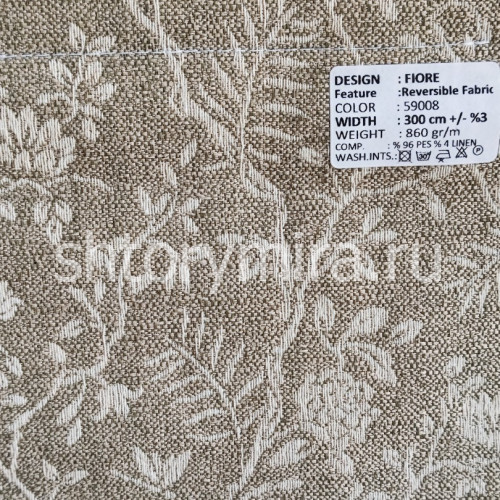 DESIGN : FIORE
Feature :Reversible Fabric
COLOR : 59008
WIDTH : 300 cm +/- %3
WEIGHT : 860 gr/m
COMP. : % 96 PES % 4 LINEN
WASH.INTS.:
shtorymira.ru